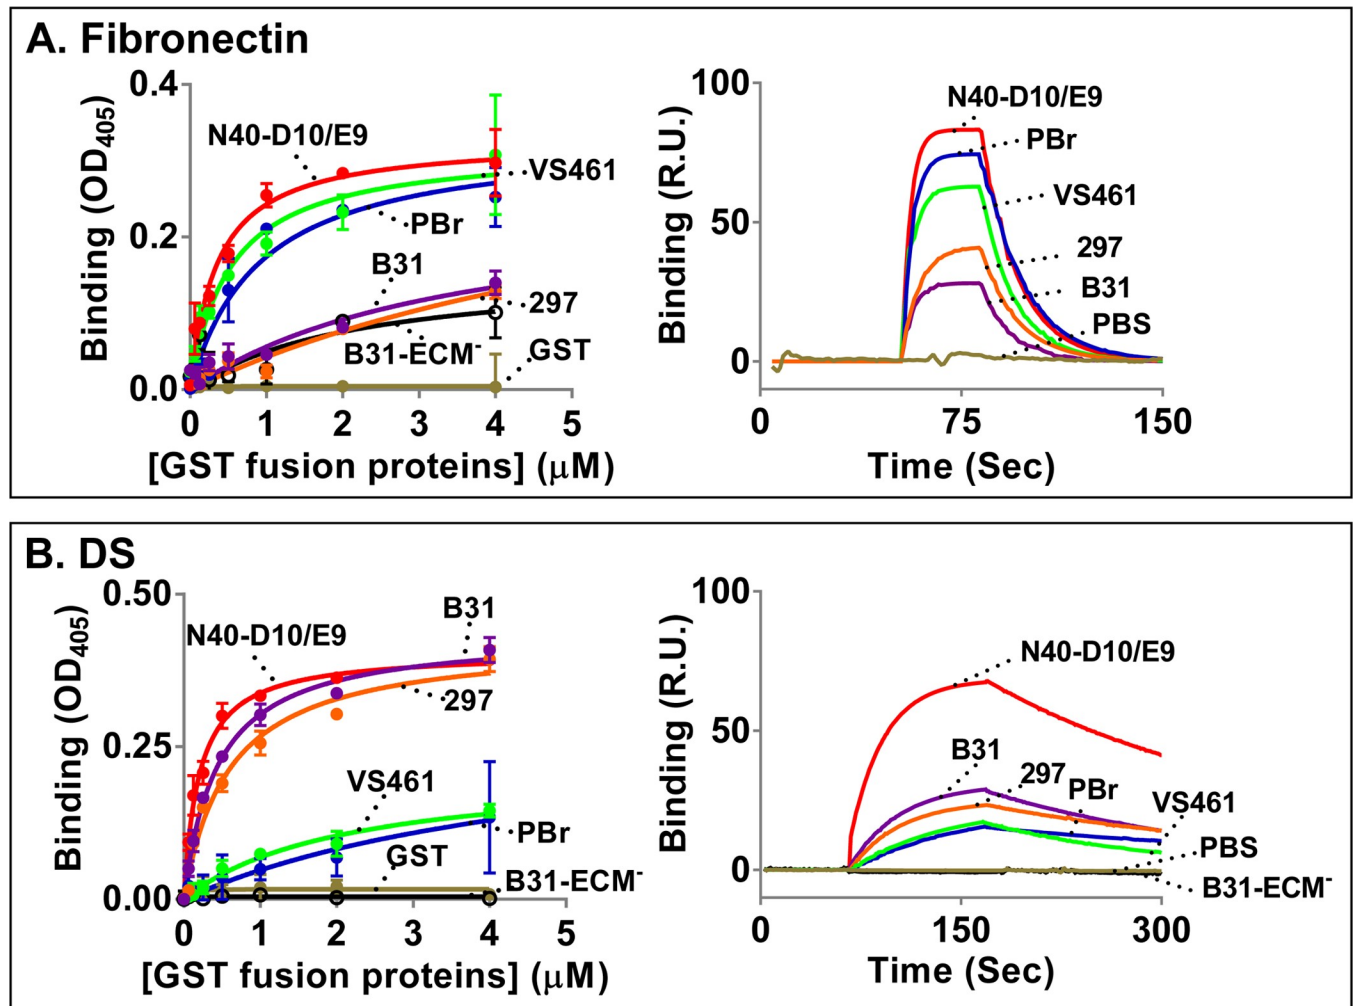 A. Fibronectin
Binding (OD405)
0.4
0.2
0.0
N40-D10/E9
VS461
PBr
B31
297
B31-ECM-
GST
0 1 2 3 4 5
[GST fusion proteins] (μM)
Binding (R.U.)
100
50
0
N40-D10/E9
PBr
VS461
297
B31
PBS
0 75 150
Time (Sec)
B. DS
Binding (OD405)
0.50
0.25
0.00
B31
N40-D10/E9
297
VS461
PBr
GST
B31-ECM-
0 1 2 3 4 5
[GST fusion proteins] (μM)
Binding (R.U.)
100
50
0
N40-D10/E9
B31
297
PBr
VS461
PBS
B31-ECM-
0 150 300
Time (Sec)